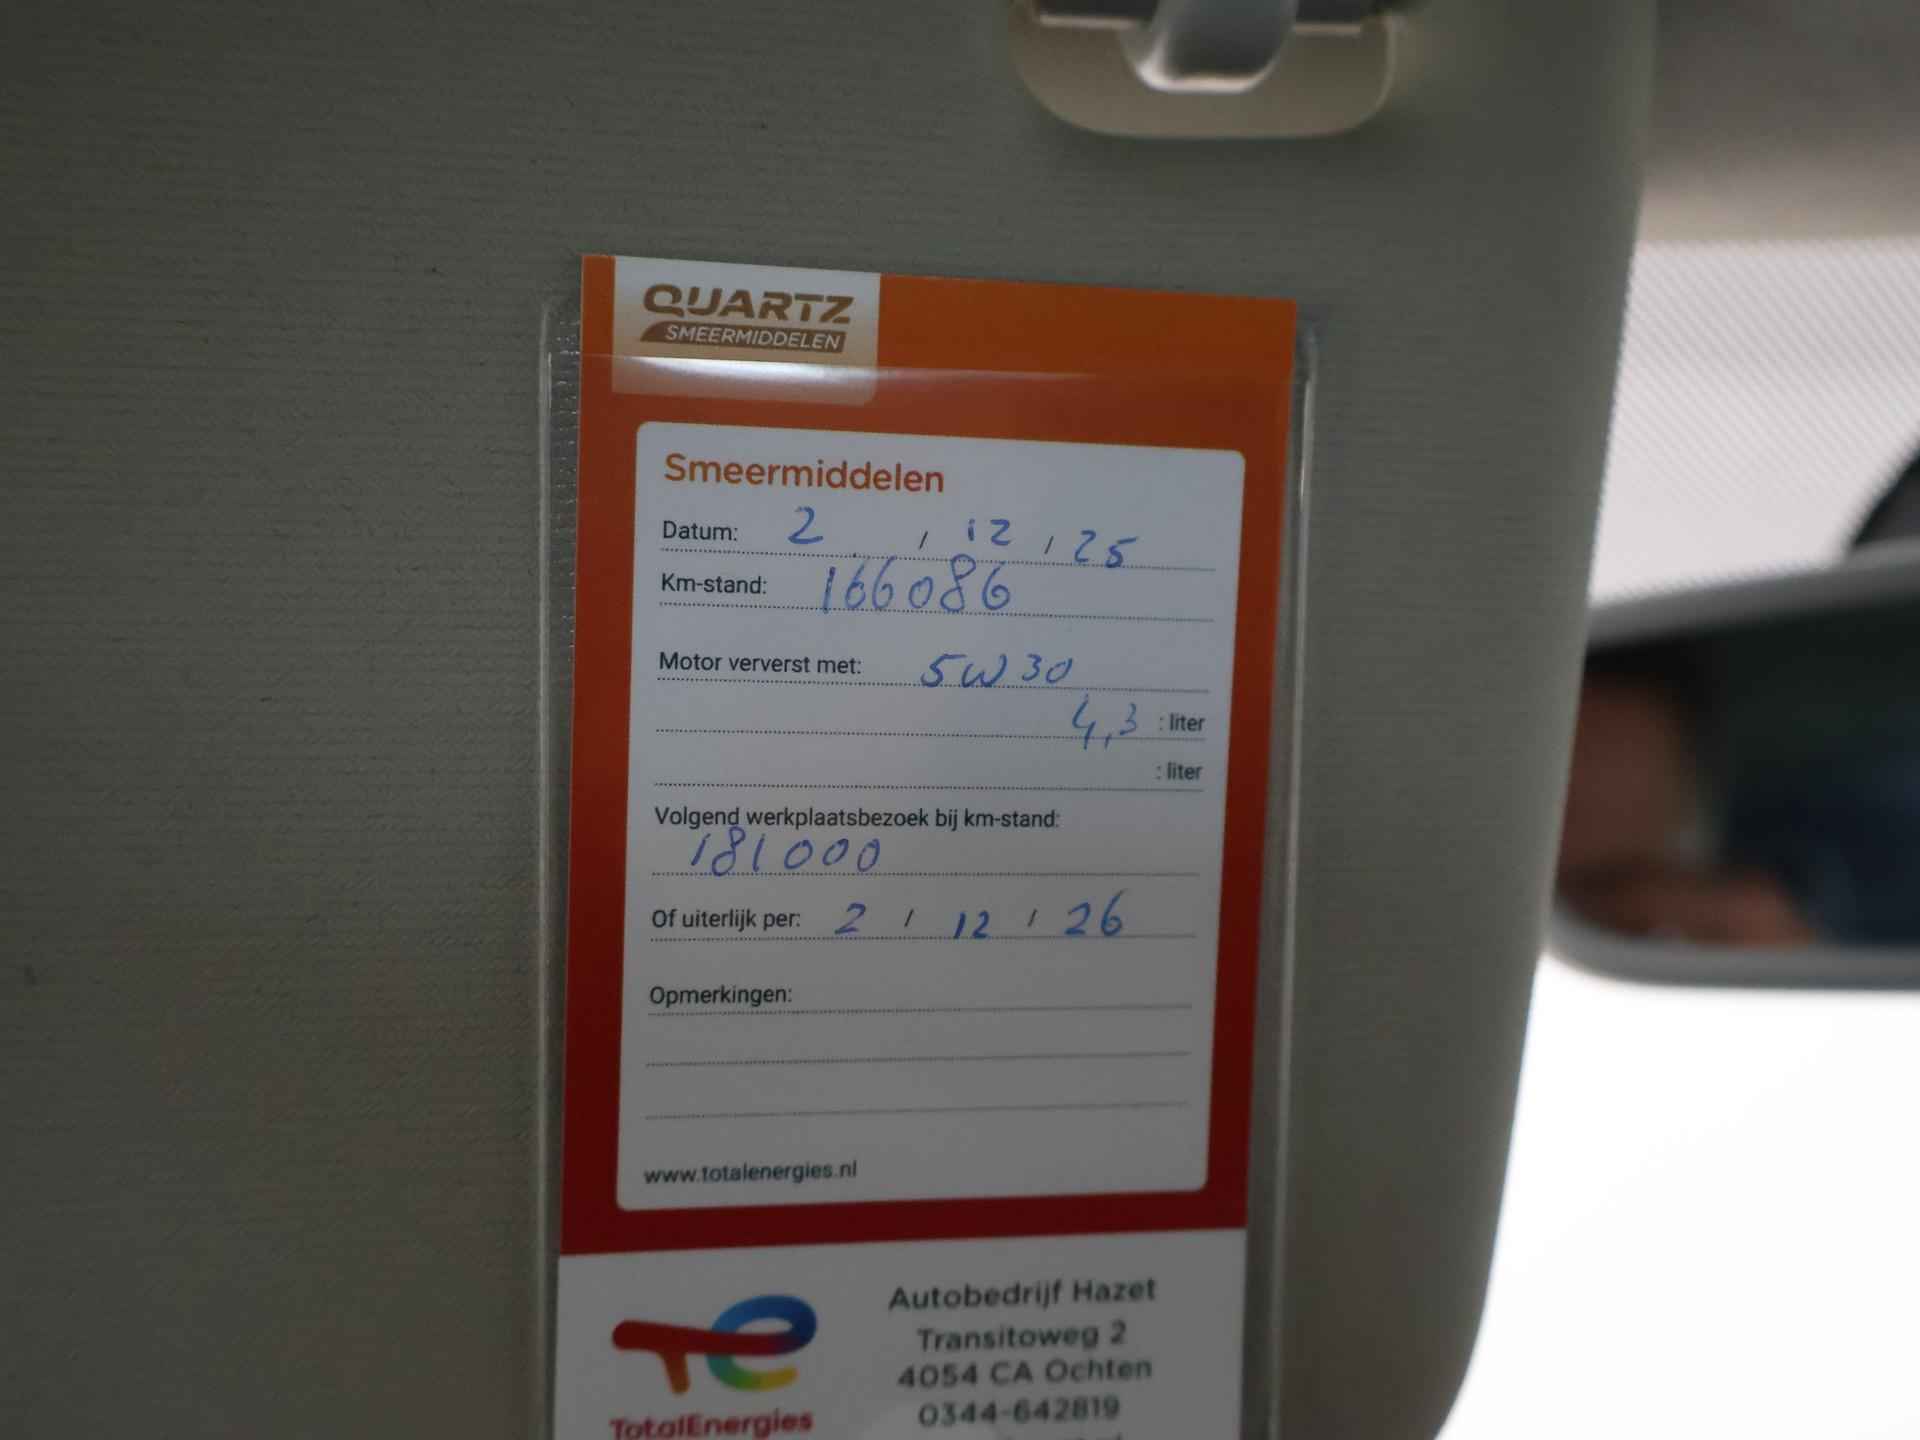 QUARTZ
SMEERMIDDELEN
Smeermiddelen
Datum: 2 / 12 / 25
Km-stand: 166086
Motor ververst met: 5W30
4,3 : liter
: liter
Volgend werkplaatsbezoek bij km-stand:
181000
Of uiterlijk per: 2 / 12 / 26
Opmerkingen:
www.totalenergies.nl
Autobedrijf Hazet
Transitoweg 2
4054 CA Ochten
0344-642819
TotalEnergies